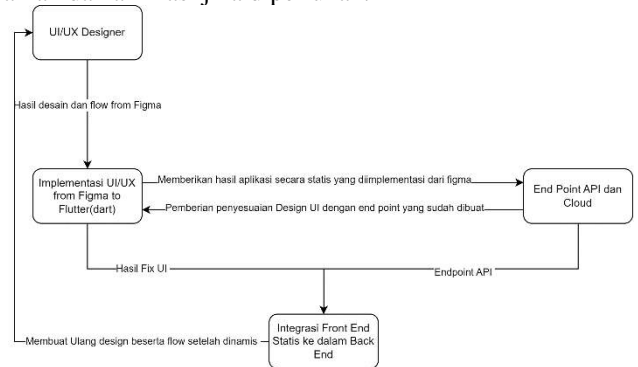 UI/UX Designer
Hasil desain dan flow from Figma
Implementasi UI/UX
from Figma to
Flutter(dart)
Memberikan hasil aplikasi secara statis yang diimplementasi dari figma
Pemberian penyesuaian Design UI dengan end point yang sudah dibuat
End Point API dan
Cloud
Hasil Fix UI
Endpoint API
Integrasi Front End
Statis ke dalam Back
End
Membuat Ulang design beserta flow setelah dinamis